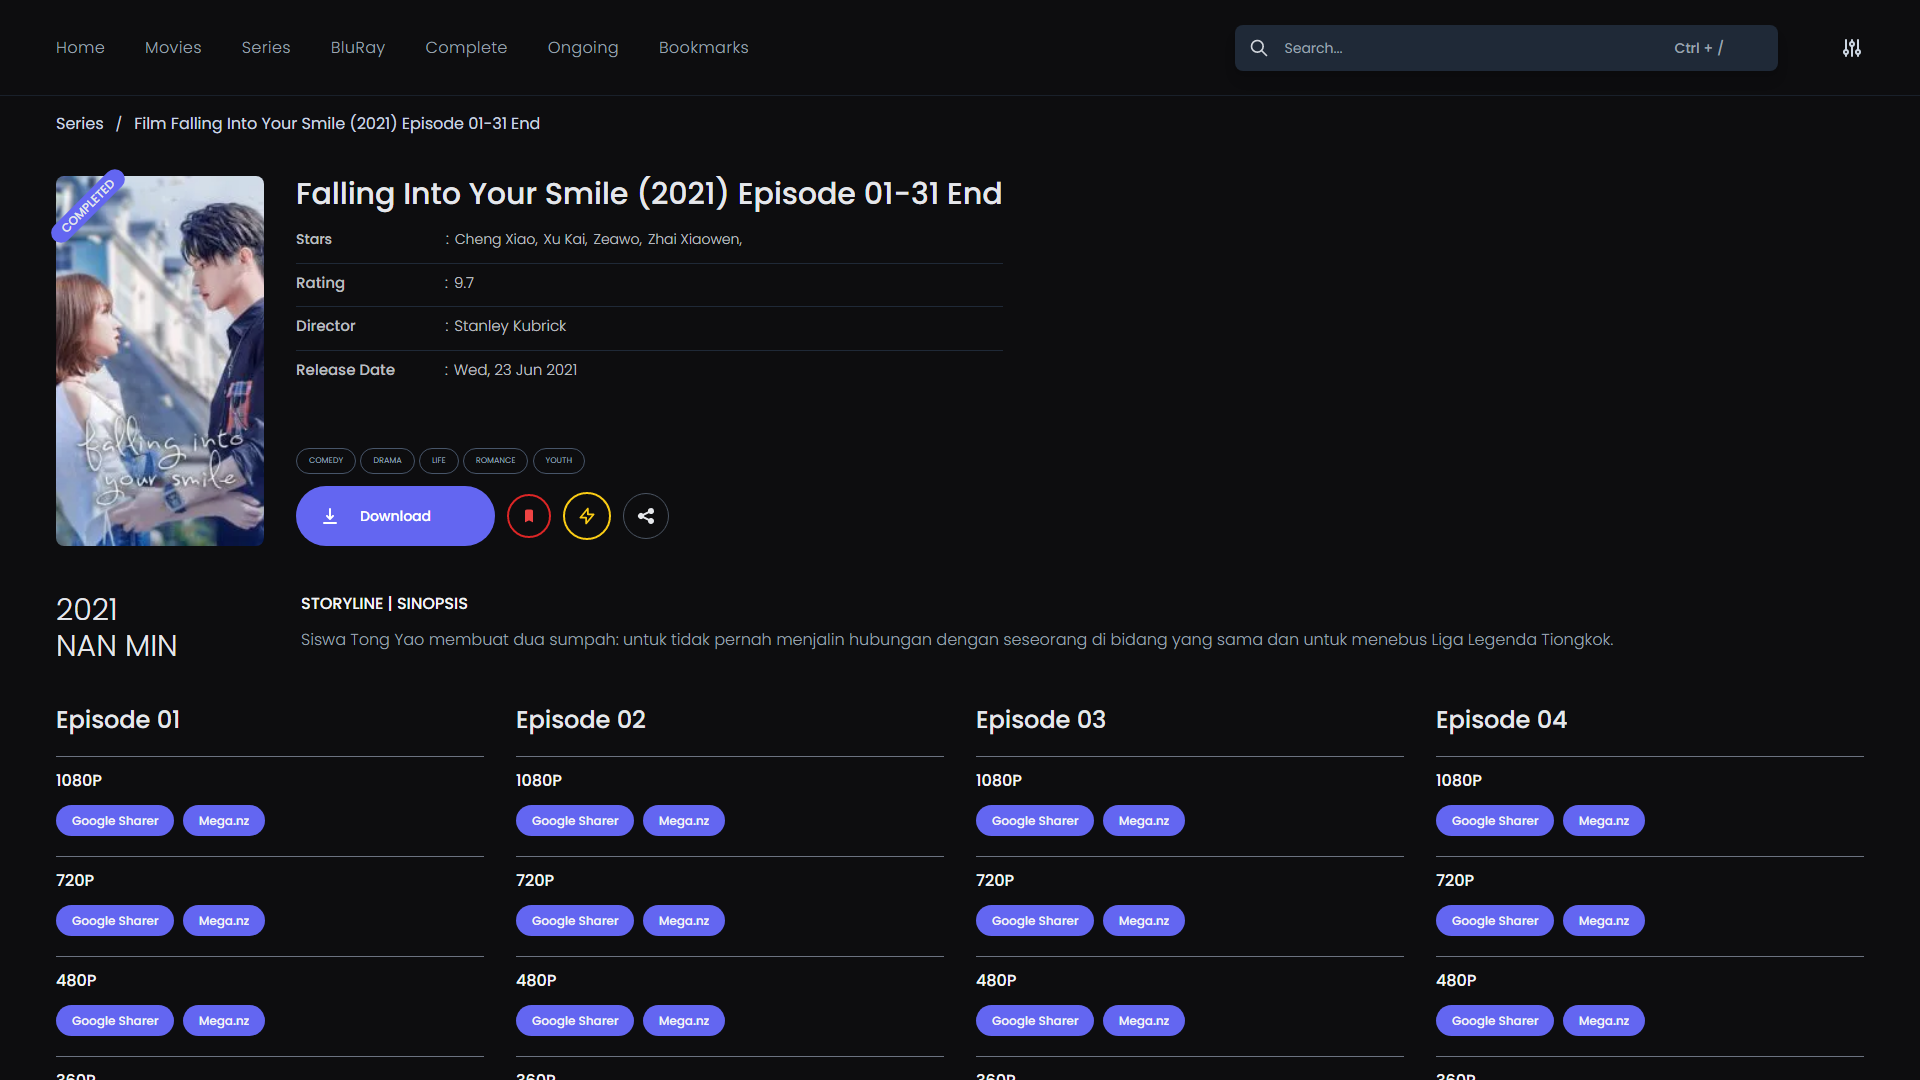 Home Movies Series BluRay Complete Ongoing Bookmarks Search... Ctrl + /
Series / Film Falling Into Your Smile (2021) Episode 01-31 End
COMPLETED
falling into
your smile
Falling Into Your Smile (2021) Episode 01-31 End
Stars : Cheng Xiao, Xu Kai, Zeawo, Zhai Xiaowen,
Rating : 9.7
Director : Stanley Kubrick
Release Date : Wed, 23 Jun 2021
COMEDY DRAMA LIFE ROMANCE YOUTH
Download
2021
NAN MIN
STORYLINE | SINOPSIS
Siswa Tong Yao membuat dua sumpah: untuk tidak pernah menjalin hubungan dengan seseorang di bidang yang sama dan untuk menebus Liga Legenda Tiongkok.
Episode 01 Episode 02 Episode 03 Episode 04
1080P 1080P 1080P 1080P
Google Sharer Mega.nz Google Sharer Mega.nz Google Sharer Mega.nz Google Sharer Mega.nz
720P 720P 720P 720P
Google Sharer Mega.nz Google Sharer Mega.nz Google Sharer Mega.nz Google Sharer Mega.nz
480P 480P 480P 480P
Google Sharer Mega.nz Google Sharer Mega.nz Google Sharer Mega.nz Google Sharer Mega.nz
360P 360P 360P 360P